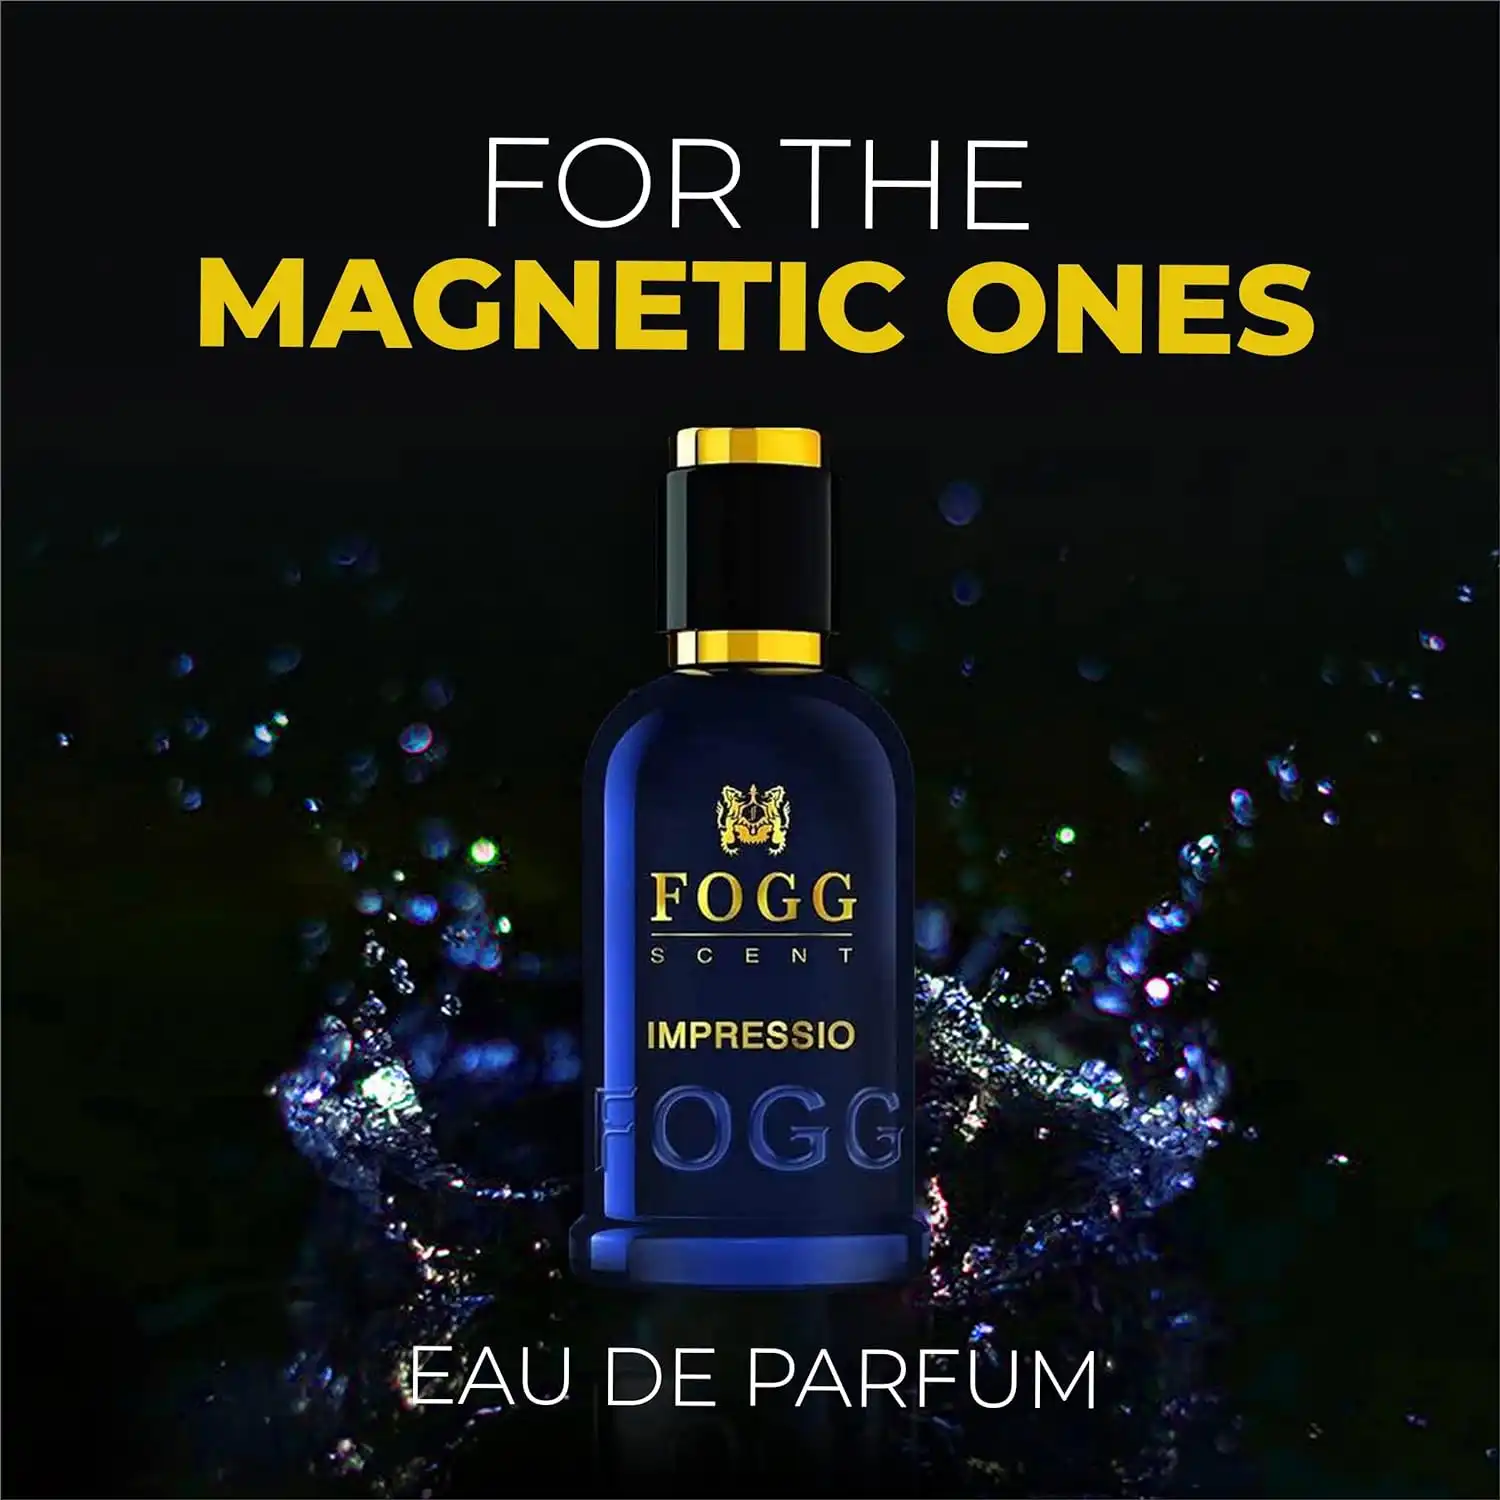 FOR THE
MAGNETIC ONES
FOGG
SCENT
IMPRESSIO
FOGG
EAU DE PARFUM